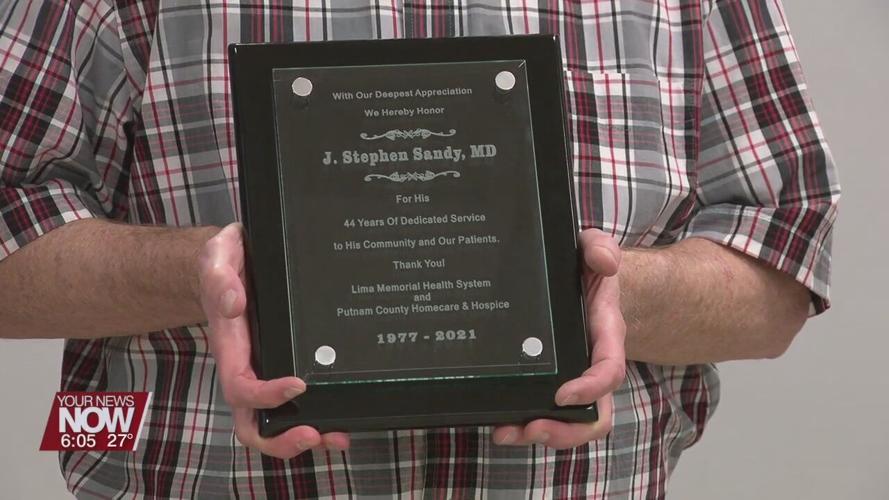 With Our Deepest Appreciation
We Hereby Honor
J. Stephen Sandy, MD
For His
44 Years Of Dedicated Service
to His Community and Our Patients.
Thank You!
Lima Memorial Health System
and
Putnam County Homecare & Hospice
1977 - 2021
YOUR NEWS
NOW
6:05 27°